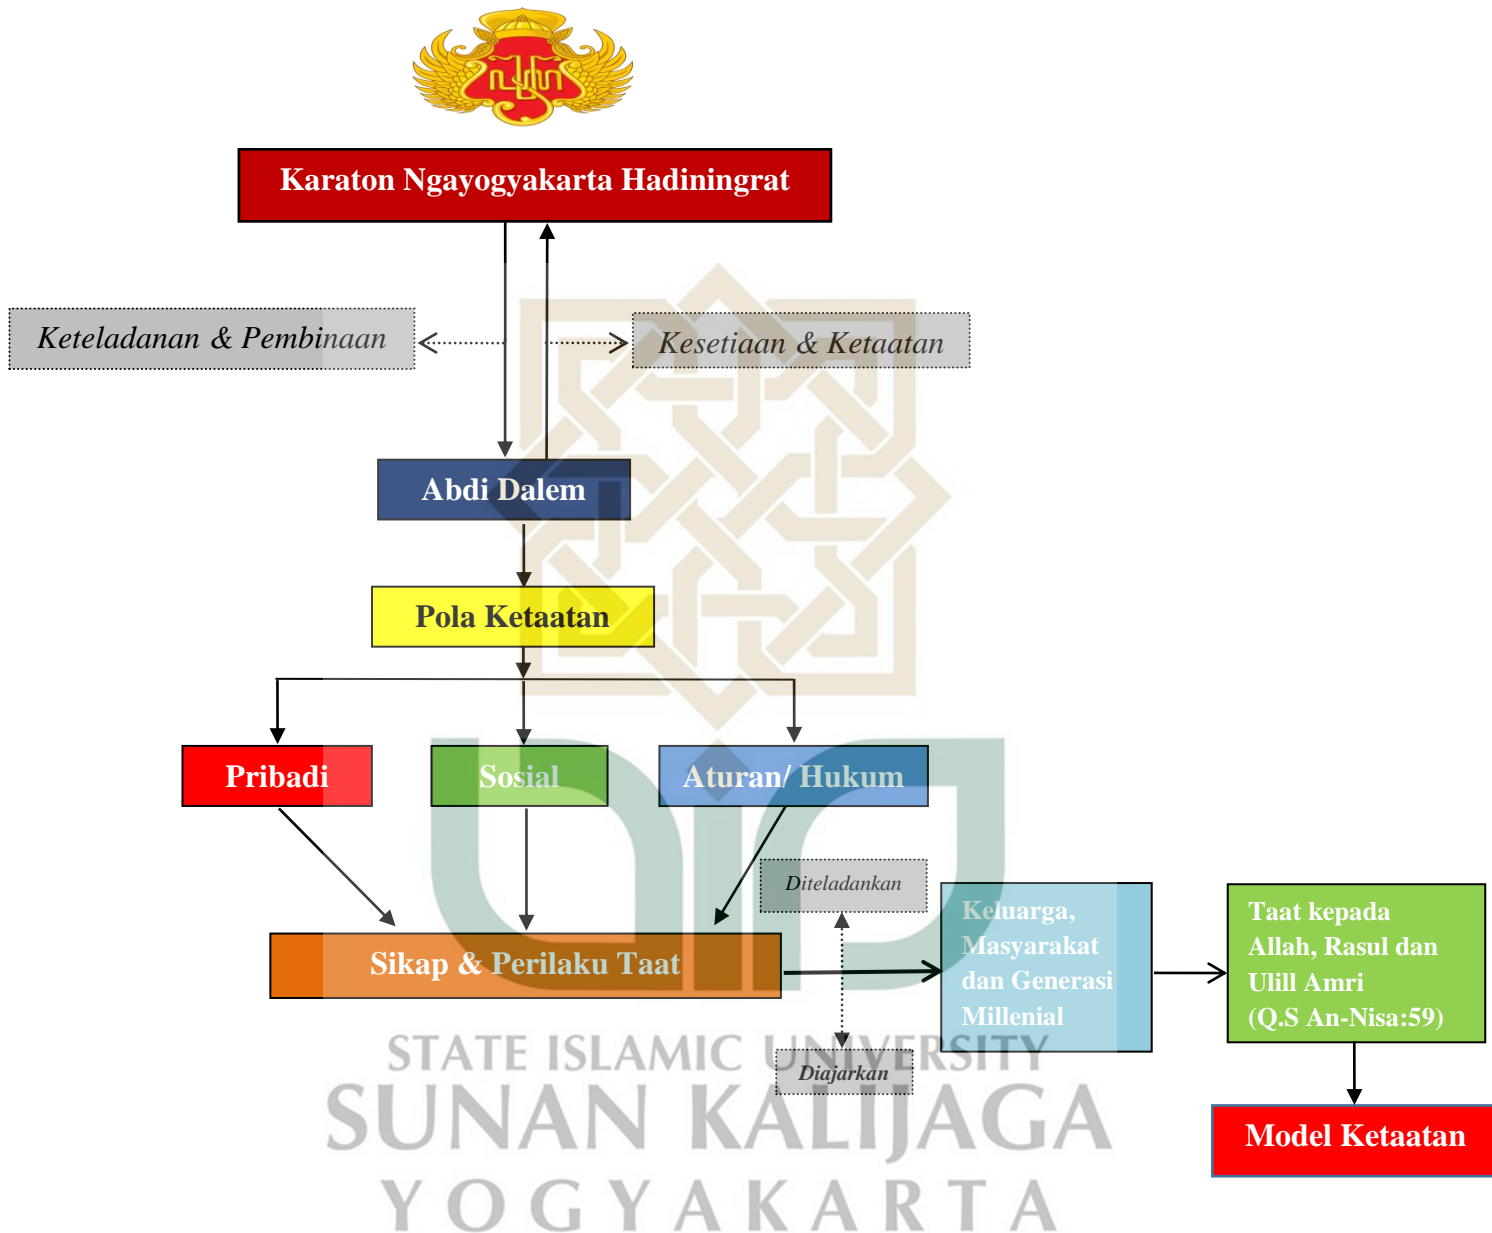 Karaton Ngayogyakarta Hadiningrat
Keteladanan & Pembinaan
Kesetiaan & Ketaatan
Abdi Dalem
Pola Ketaatan
Pribadi
Sosial
Aturan/ Hukum
Diteladankan
Sikap & Perilaku Taat
Keluarga,
Masyarakat
dan Generasi
Millenial
Taat kepada
Allah, Rasul dan
Ulill Amri
(Q.S An-Nisa:59)
Diajarkan
Model Ketaatan
STATE ISLAMIC UNIVERSITY
SUNAN KALIJAGA
YOGYAKARTA